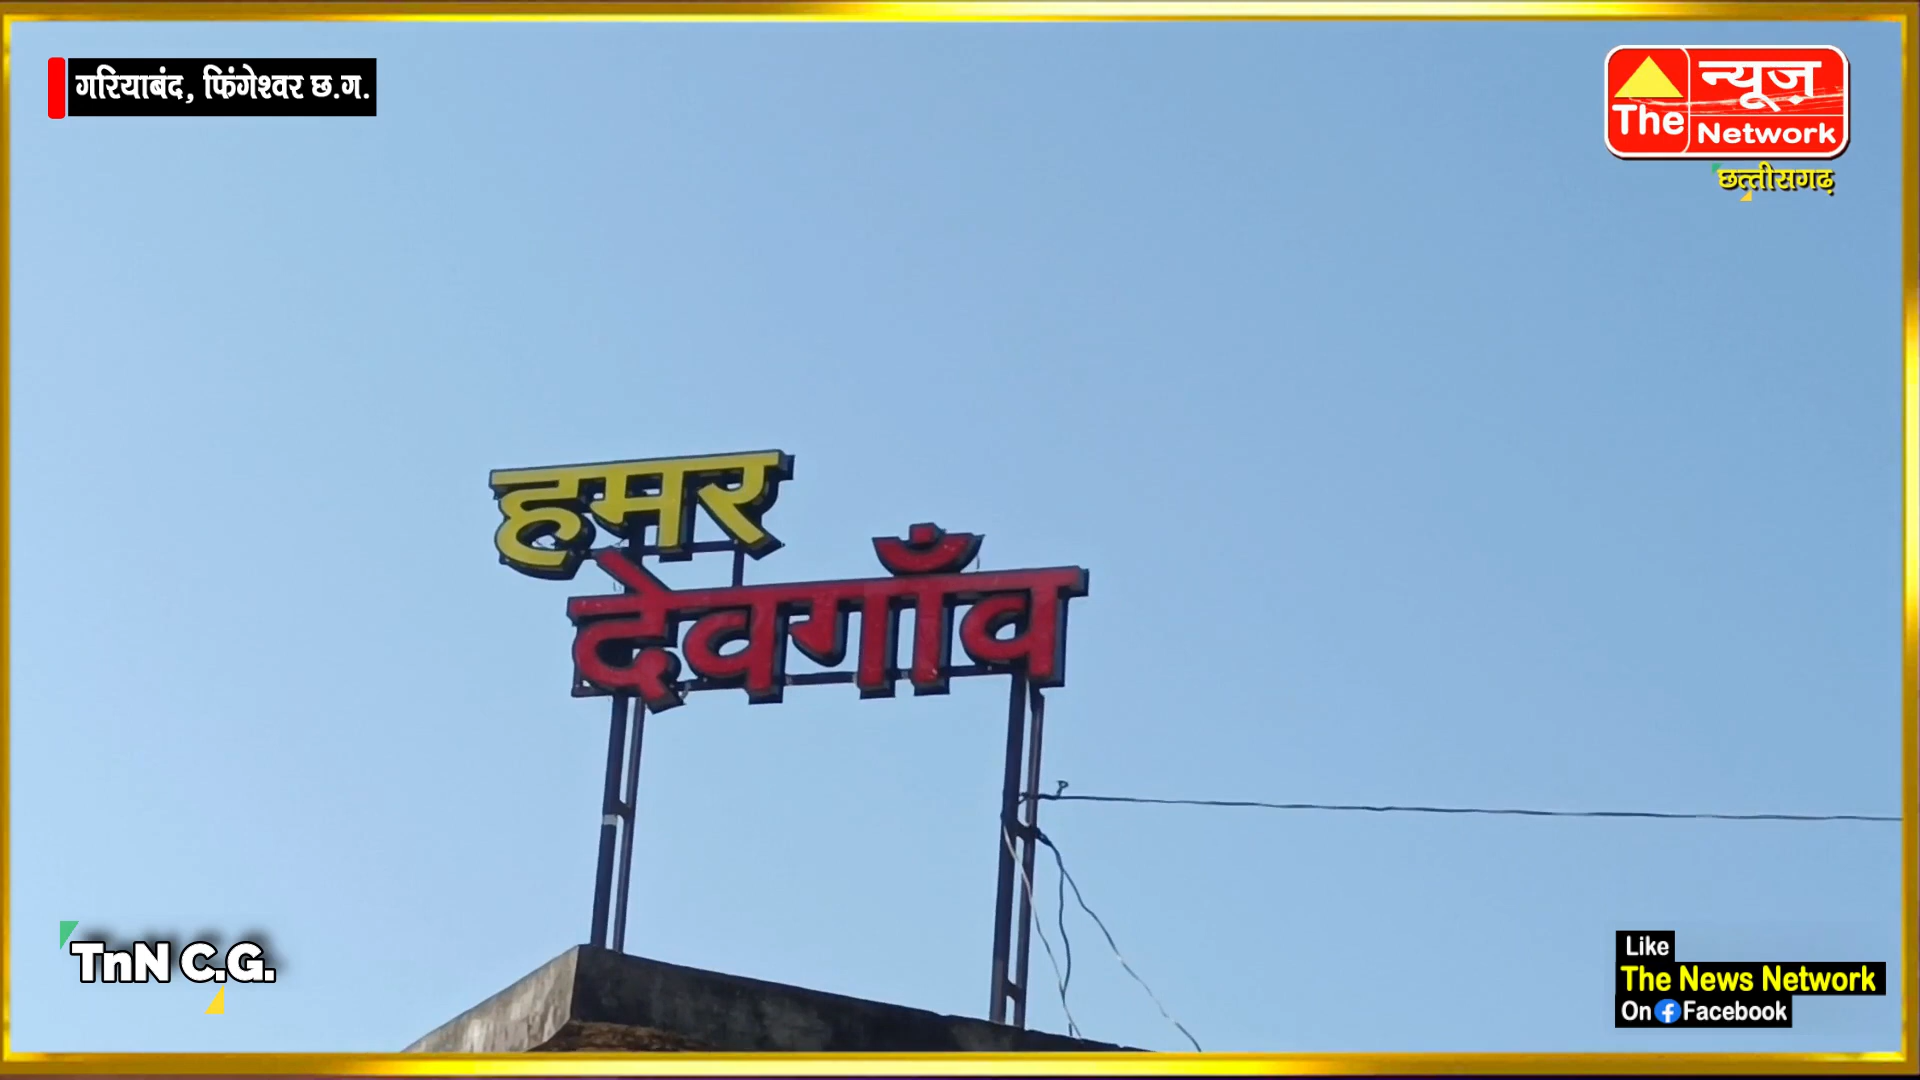 गरियाबंद, फिंगेश्वर छ.ग.
The न्यूज़ Network
छत्तीसगढ़
हमर
देवगाँव
TnN C.G.
Like
The News Network
On Facebook